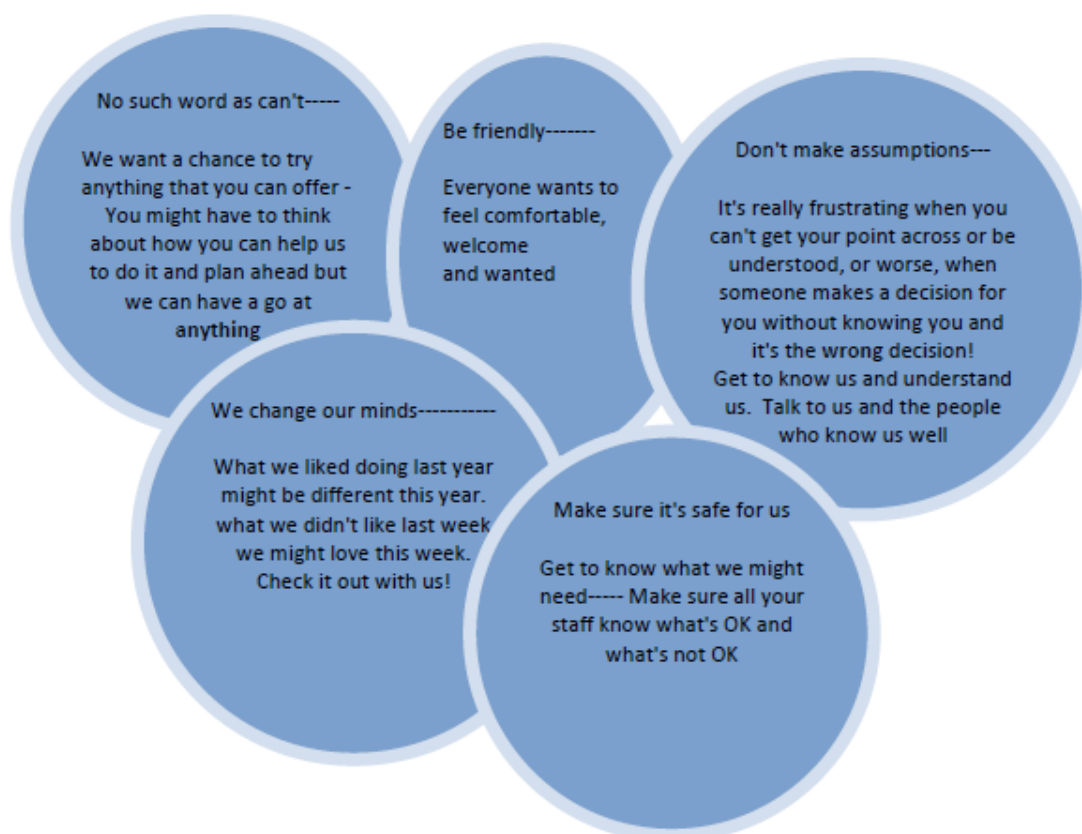 No such word as can't-----
We want a chance to try
anything that you can offer -
You might have to think
about how you can help us
to do it and plan ahead but
we can have a go at
anything
Be friendly-------
Everyone wants to
feel comfortable,
welcome
and wanted
Don't make assumptions---
It's really frustrating when you
can't get your point across or be
understood, or worse, when
someone makes a decision for
you without knowing you and
it's the wrong decision!
Get to know us and understand
us.  Talk to us and the people
who know us well
We change our minds-----------
What we liked doing last year
might be different this year.
what we didn't like last week
we might love this week.
Check it out with us!
Make sure it's safe for us
Get to know what we might
need----- Make sure all your
staff know what's OK and
what's not OK